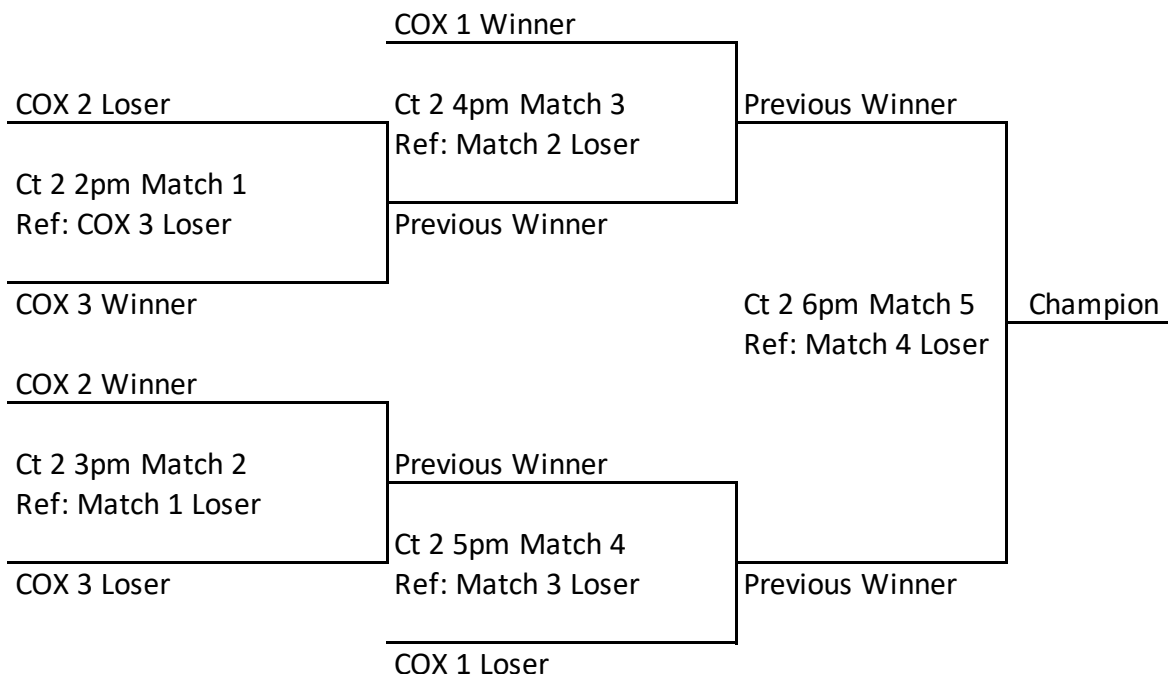 COX 1 Winner
COX 2 Loser
Ct 2 4pm Match 3
Ref: Match 2 Loser
Previous Winner
Ct 2 2pm Match 1
Ref: COX 3 Loser
Previous Winner
COX 3 Winner
Ct 2 6pm Match 5
Ref: Match 4 Loser
Champion
COX 2 Winner
Ct 2 3pm Match 2
Ref: Match 1 Loser
Previous Winner
Ct 2 5pm Match 4
Ref: Match 3 Loser
COX 3 Loser
Previous Winner
COX 1 Loser